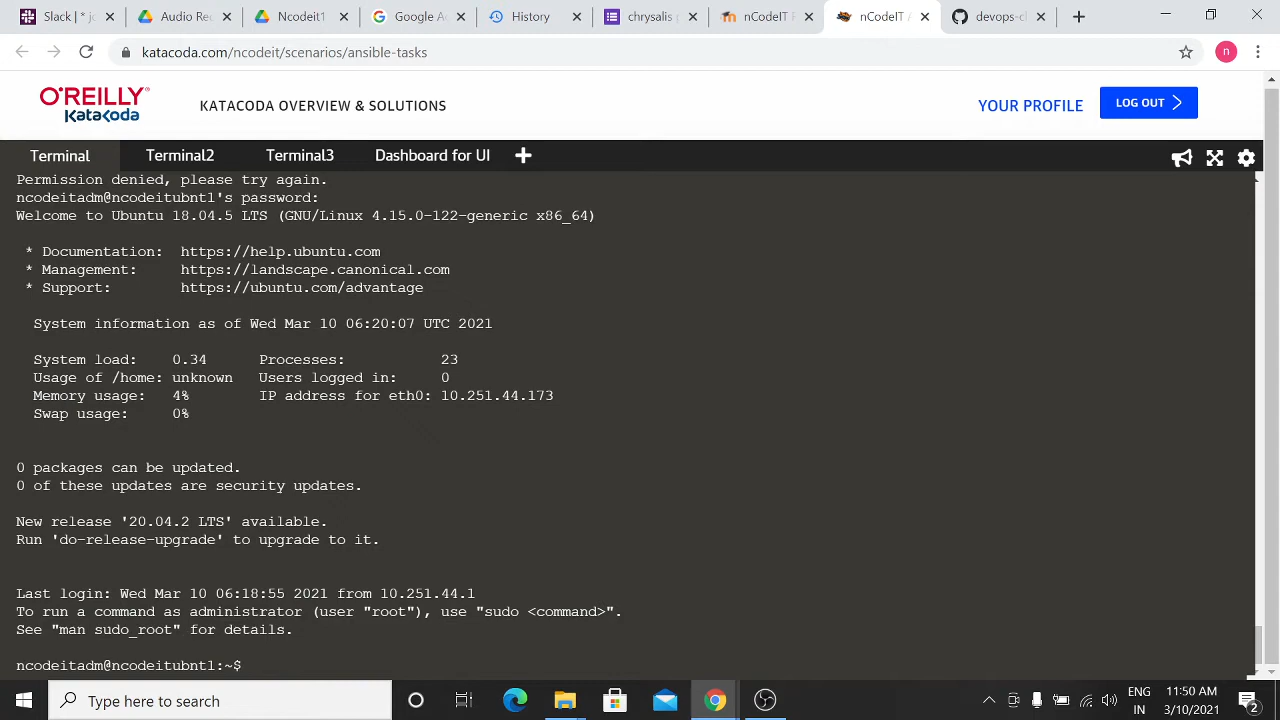 Slack | * jc
Audio Rec
Ncodeit1
Google Ad
History
chrysalis p
nCodeIT F
nCodeIT A
devops-cl
katacoda.com/ncodeit/scenarios/ansible-tasks
n
O'REILLY
KataKoda
KATACODA OVERVIEW & SOLUTIONS
YOUR PROFILE
LOG OUT
Terminal
Terminal2
Terminal3
Dashboard for UI
Permission denied, please try again.
ncodeitadm@ncodeitubnt1's password:
Welcome to Ubuntu 18.04.5 LTS (GNU/Linux 4.15.0-122-generic x86_64)
* Documentation: https://help.ubuntu.com
* Management: https://landscape.canonical.com
* Support: https://ubuntu.com/advantage
System information as of Wed Mar 10 06:20:07 UTC 2021
System load: 0.34 Processes: 23
Usage of /home: unknown Users logged in: 0
Memory usage: 4% IP address for eth0: 10.251.44.173
Swap usage: 0%
0 packages can be updated.
0 of these updates are security updates.
New release '20.04.2 LTS' available.
Run 'do-release-upgrade' to upgrade to it.
Last login: Wed Mar 10 06:18:55 2021 from 10.251.44.1
To run a command as administrator (user "root"), use "sudo <command>".
See "man sudo_root" for details.
ncodeitadm@ncodeitubnt1:~$
Type here to search
ENG
IN
11:50 AM
3/10/2021
2